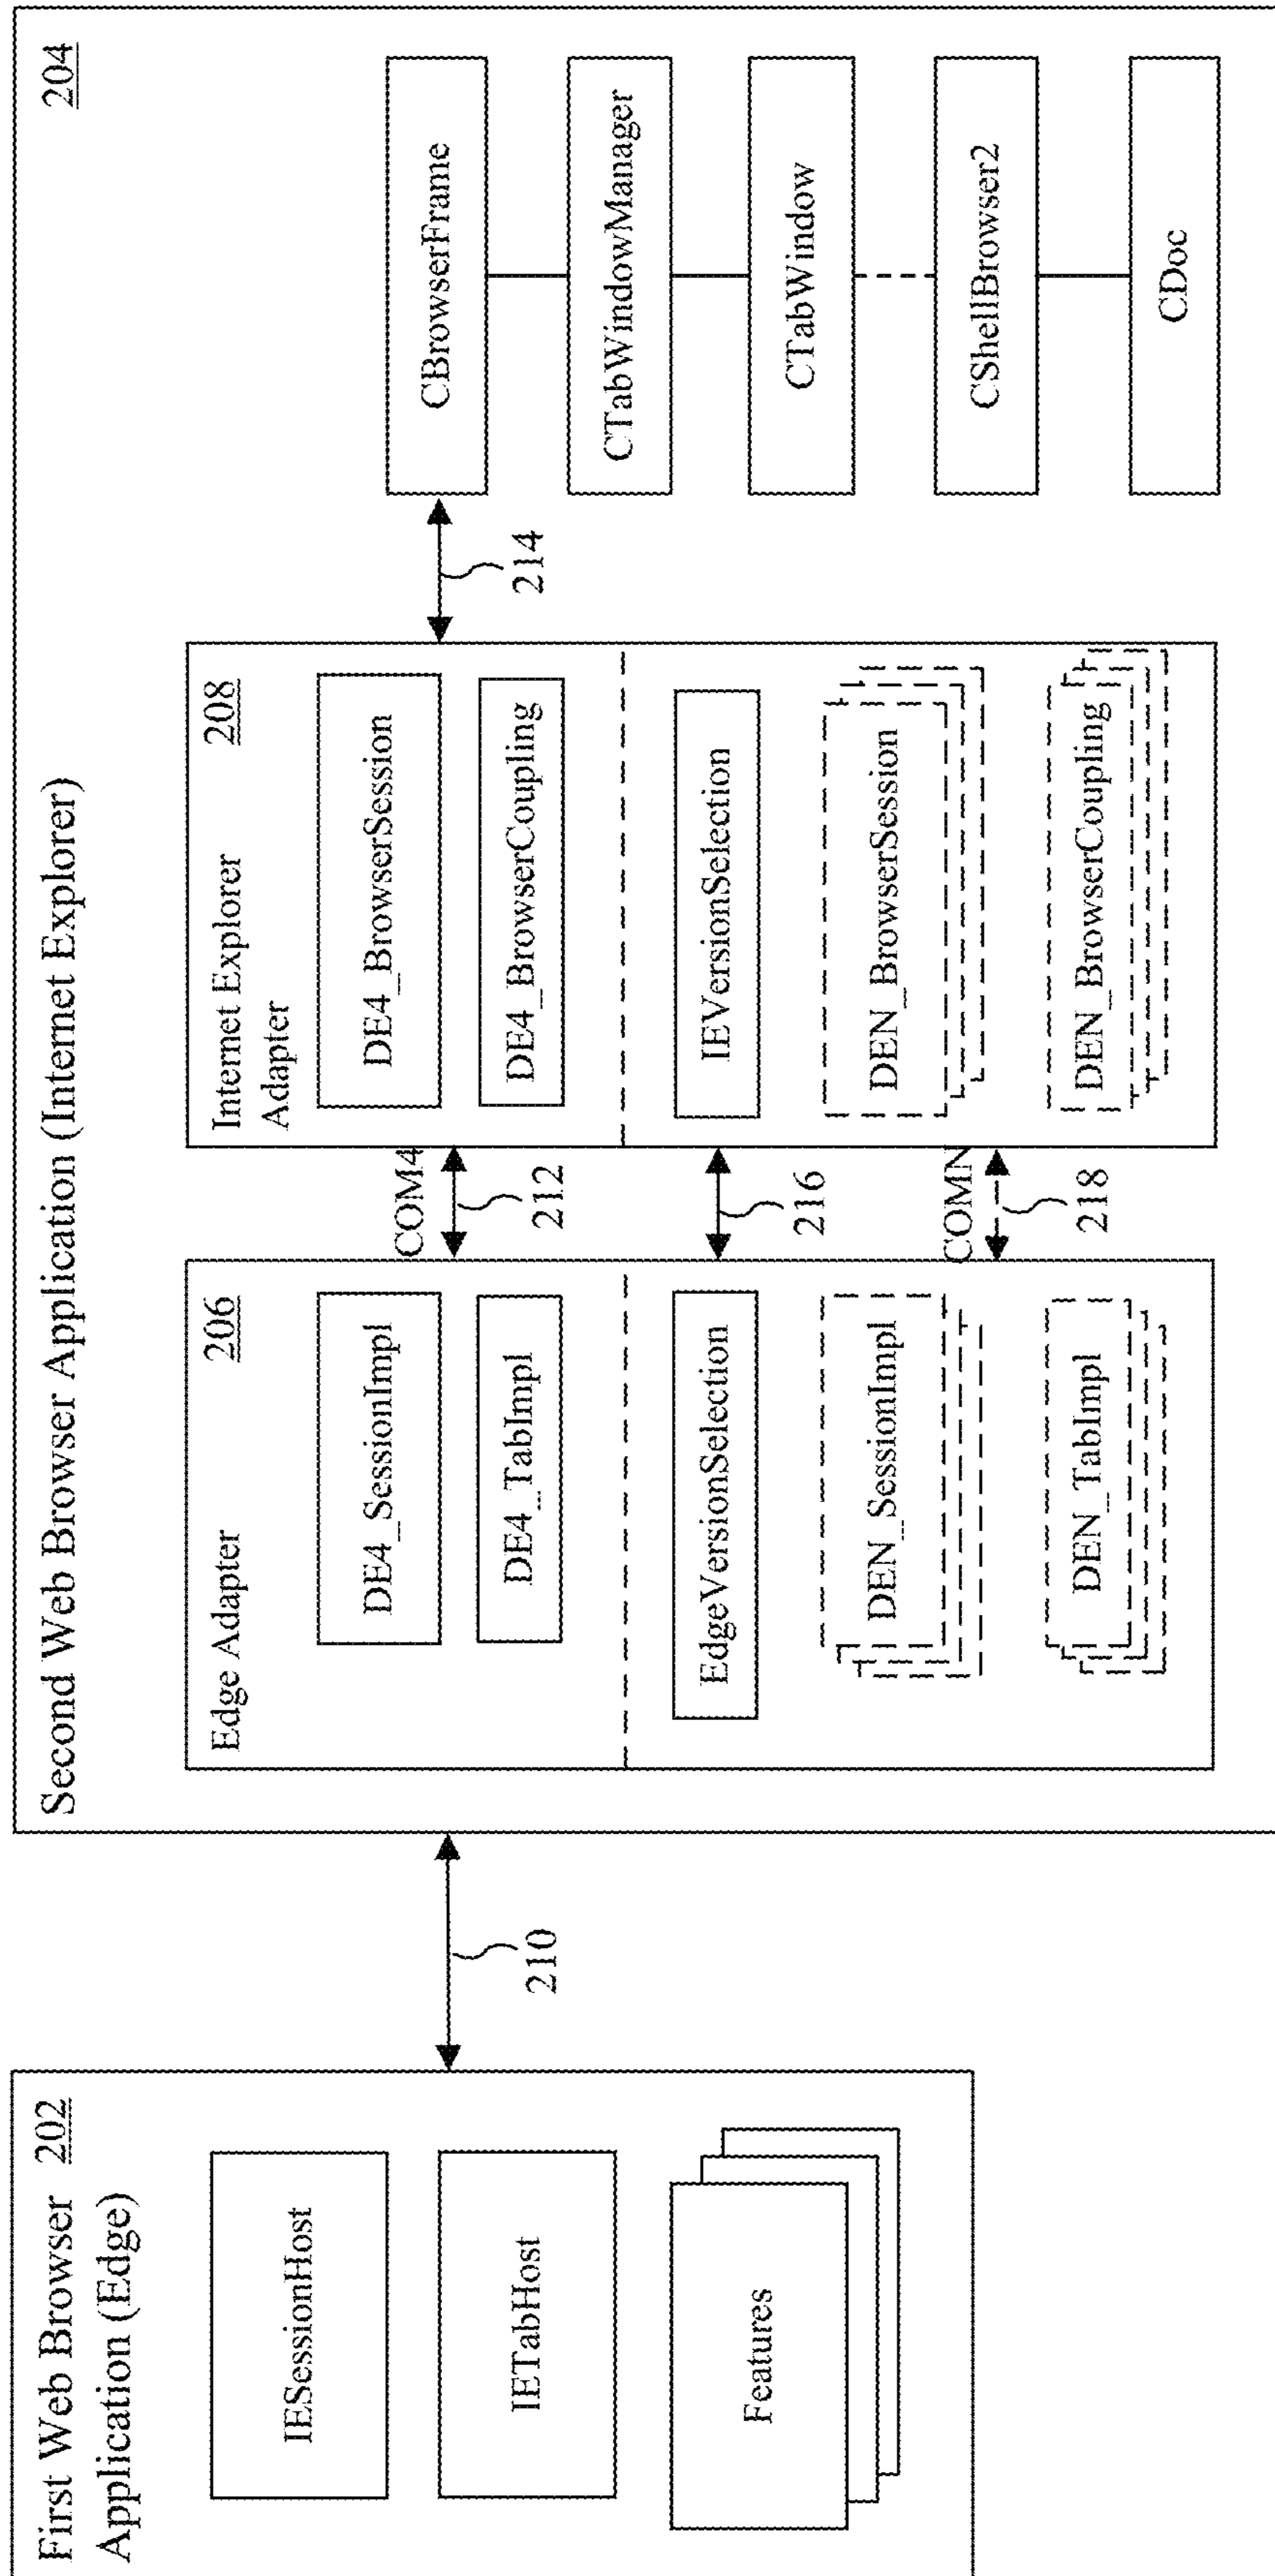 First Web Browser 202
Application (Edge)
IESessionHost
IETabHost
Features
210
Second Web Browser Application (Internet Explorer)
204
Edge Adapter
206
DE4_SessionImpl
DE4_TabImpl
EdgeVersionSelection
DEN_SessionImpl
DEN_TabImpl
COM4
212
216
COMN
218
Internet Explorer
Adapter
208
DE4_BrowserSession
DE4_BrowserCoupling
IEVersionSelection
DEN_BrowserSession
DEN_BrowserCoupling
214
CBrowserFrame
CTabWindowManager
CTabWindow
CShellBrowser2
CDoc